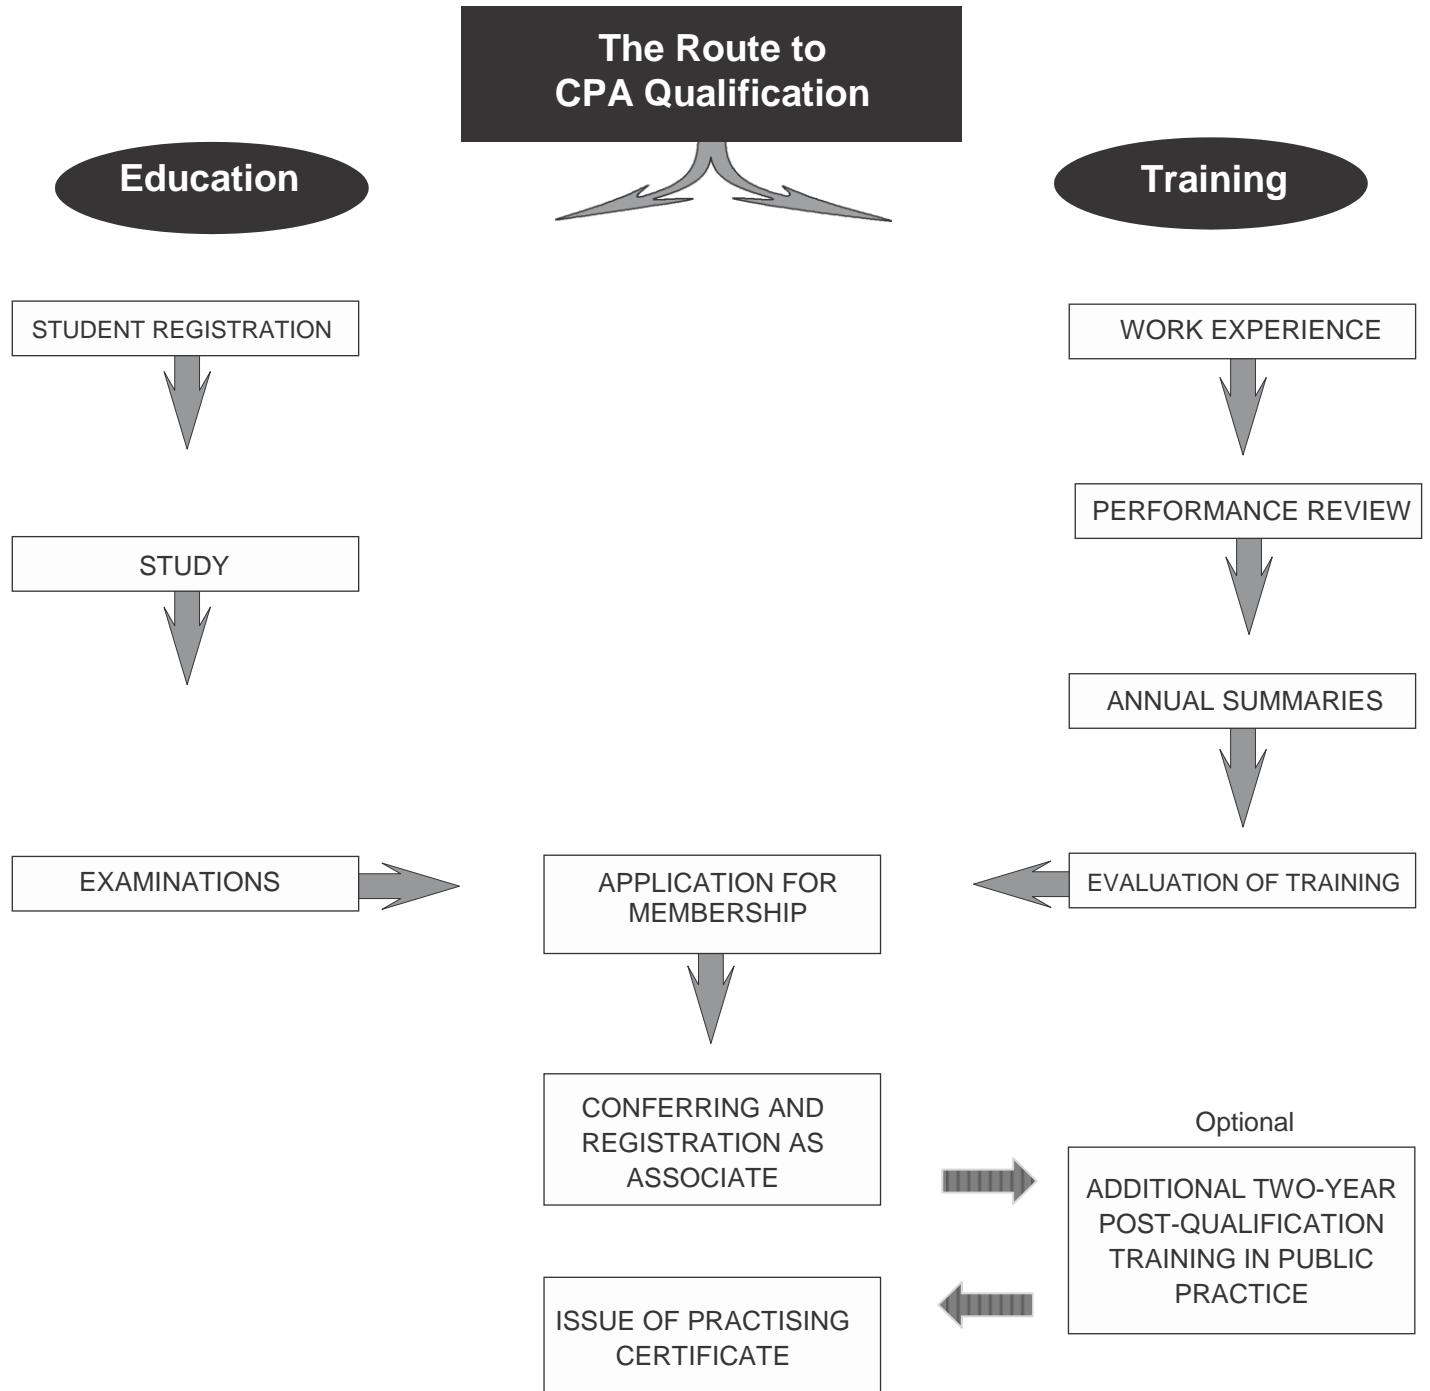 The Route to
CPA Qualification
Education
Training
STUDENT REGISTRATION
WORK EXPERIENCE
PERFORMANCE REVIEW
STUDY
ANNUAL SUMMARIES
EXAMINATIONS
APPLICATION FOR
MEMBERSHIP
EVALUATION OF TRAINING
CONFERRING AND
REGISTRATION AS
ASSOCIATE
Optional
ADDITIONAL TWO-YEAR
POST-QUALIFICATION
TRAINING IN PUBLIC
PRACTICE
ISSUE OF PRACTISING
CERTIFICATE